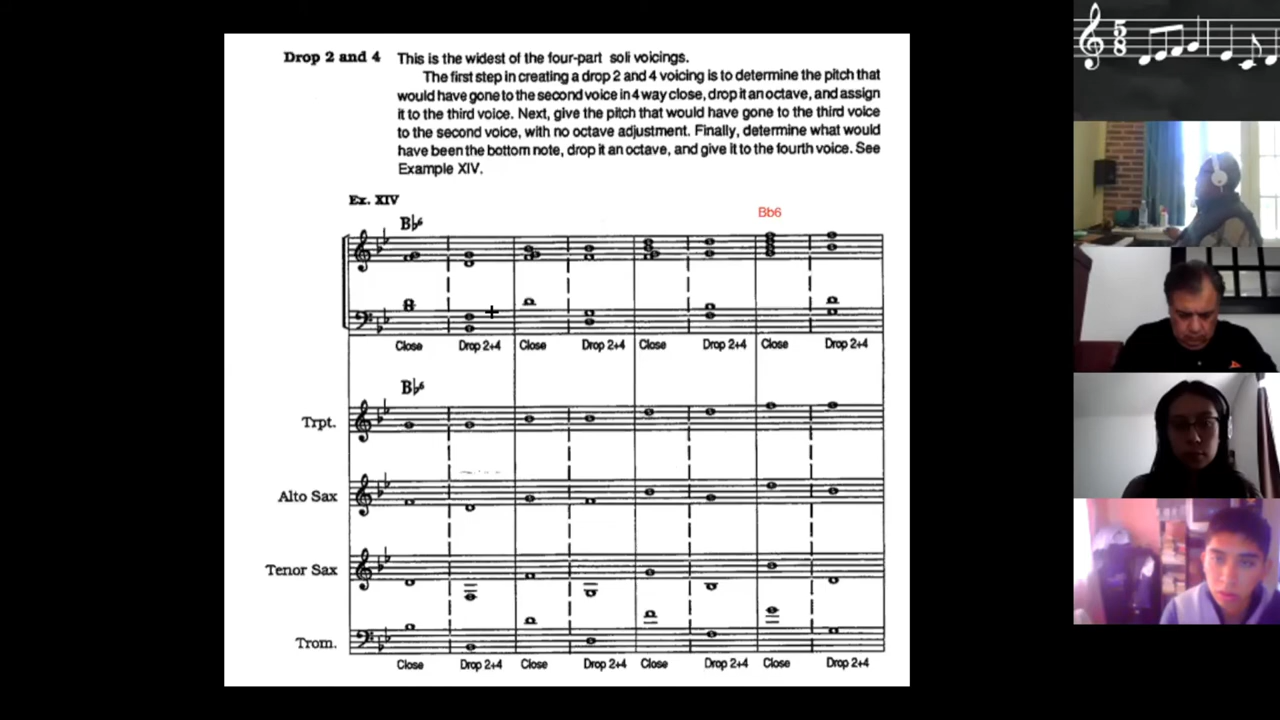 Drop 2 and 4 This is the widest of the four-part soli voicings.
The first step in creating a drop 2 and 4 voicing is to determine the pitch that
would have gone to the second voice in 4 way close, drop it an octave, and assign
it to the third voice. Next, give the pitch that would have gone to the third voice
to the second voice, with no octave adjustment. Finally, determine what would
have been the bottom note, drop it an octave, and give it to the fourth voice. See
Example XIV.
Ex. XIV
B♭6 Bb6
Close Drop 2+4 Close Drop 2+4 Close Drop 2+4 Close Drop 2+4
B♭6
Trpt.
Alto Sax
Tenor Sax
Trom.
Close Drop 2+4 Close Drop 2+4 Close Drop 2+4 Close Drop 2+4
5
8